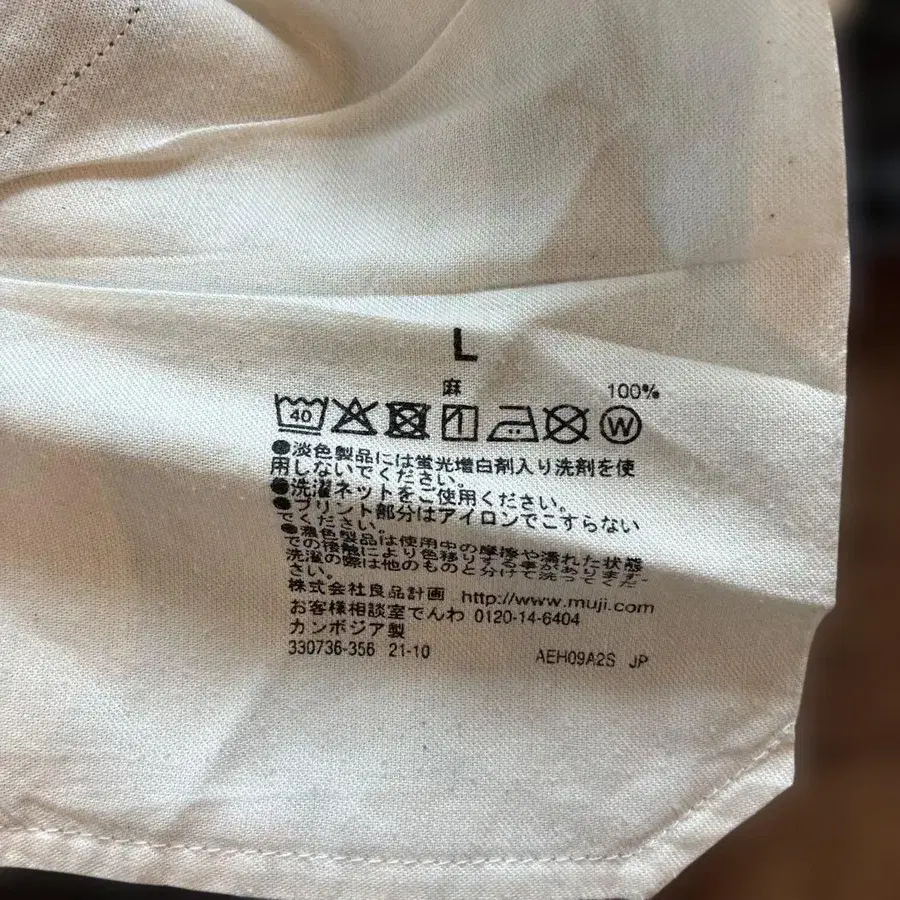 L
麻 100%
40 W
●淡色製品には蛍光増白剤入り洗剤を使
用しないでください。
●洗濯ネットをご使用ください。
●プリント部分はアイロンでこすらない
でください。
●濃色製品は使用中の摩擦や濡れた状態
での接触により色移りする事があります。
洗濯の際は他のものと分けて洗ってくだ
さい。
株式会社良品計画 http://www.muji.com
お客様相談室でんわ 0120-14-6404
カンボジア製
330736-356 21-10 AEH09A2S JP